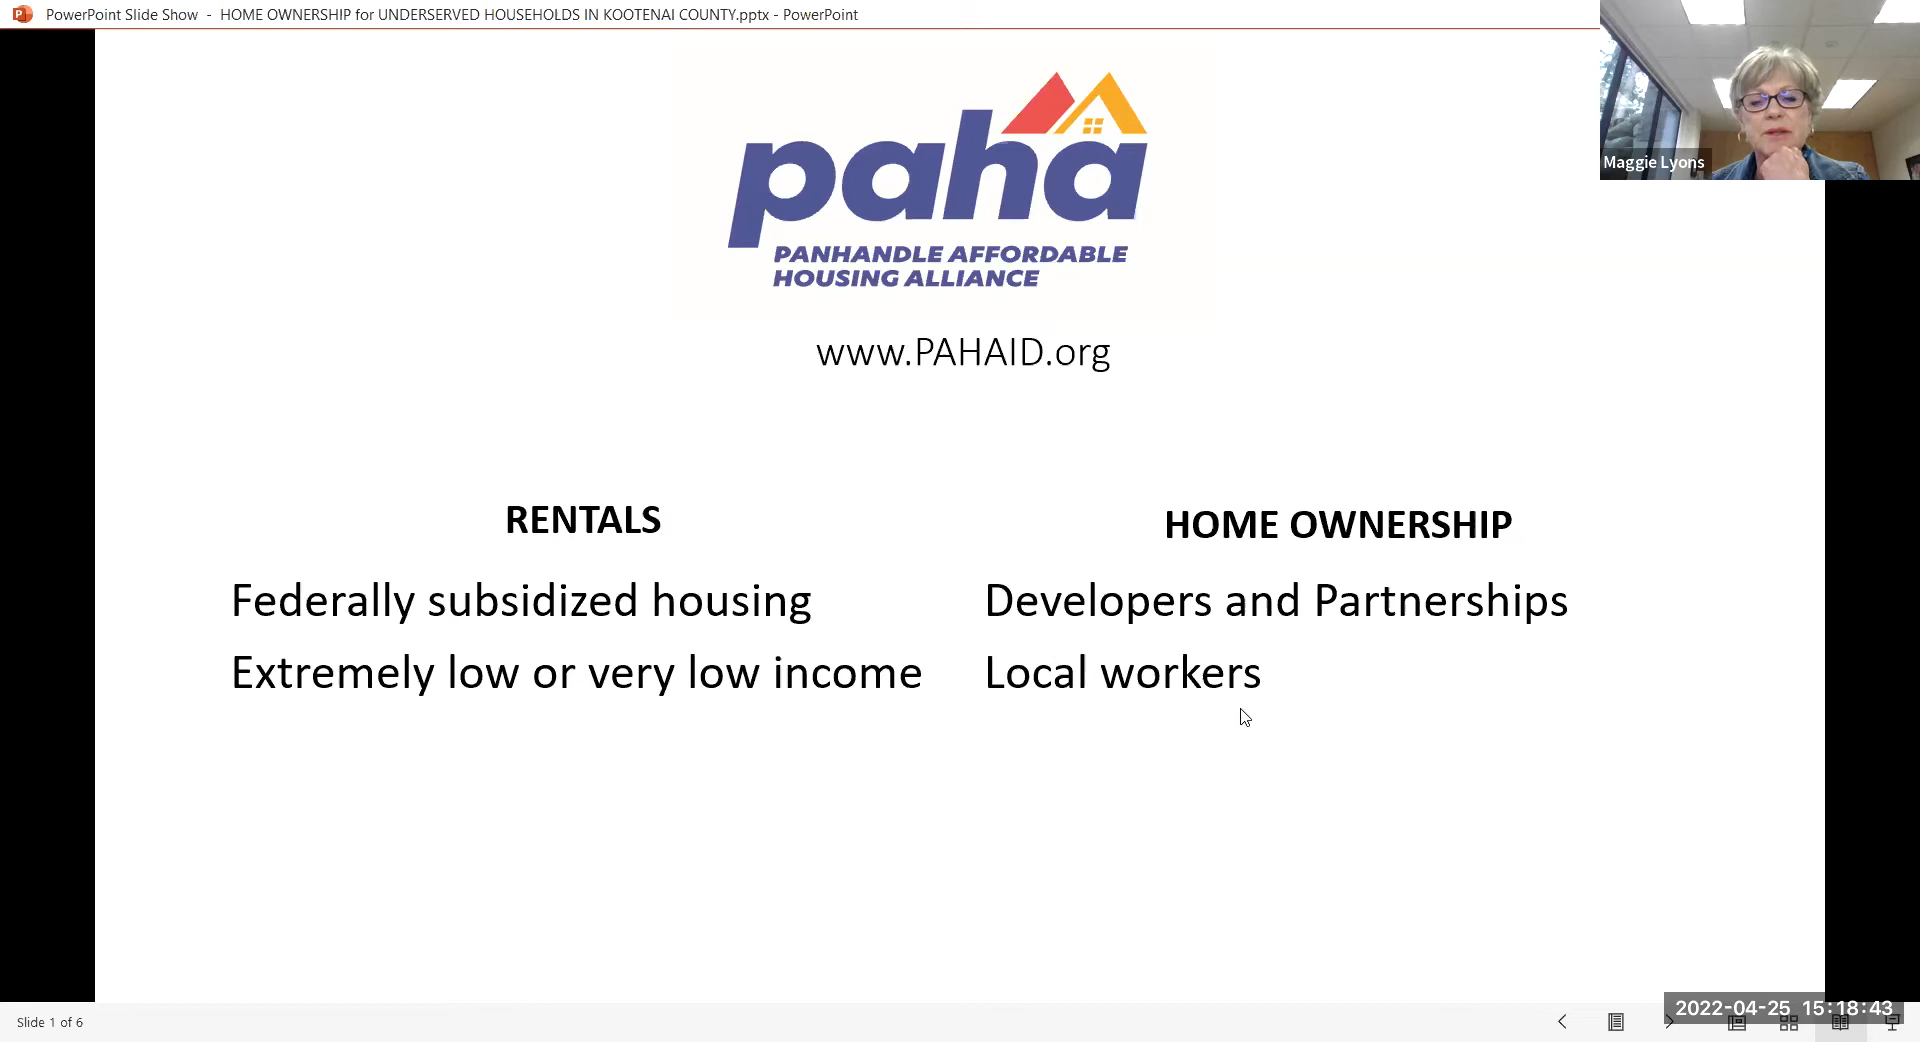 PowerPoint Slide Show - HOME OWNERSHIP for UNDERSERVED HOUSEHOLDS IN KOOTENAI COUNTY.pptx - PowerPoint
Maggie Lyons
paha
PANHANDLE AFFORDABLE
HOUSING ALLIANCE
www.PAHAID.org
RENTALS
Federally subsidized housing
Extremely low or very low income
HOME OWNERSHIP
Developers and Partnerships
Local workers
Slide 1 of 6
2022-04-25 15:18:43